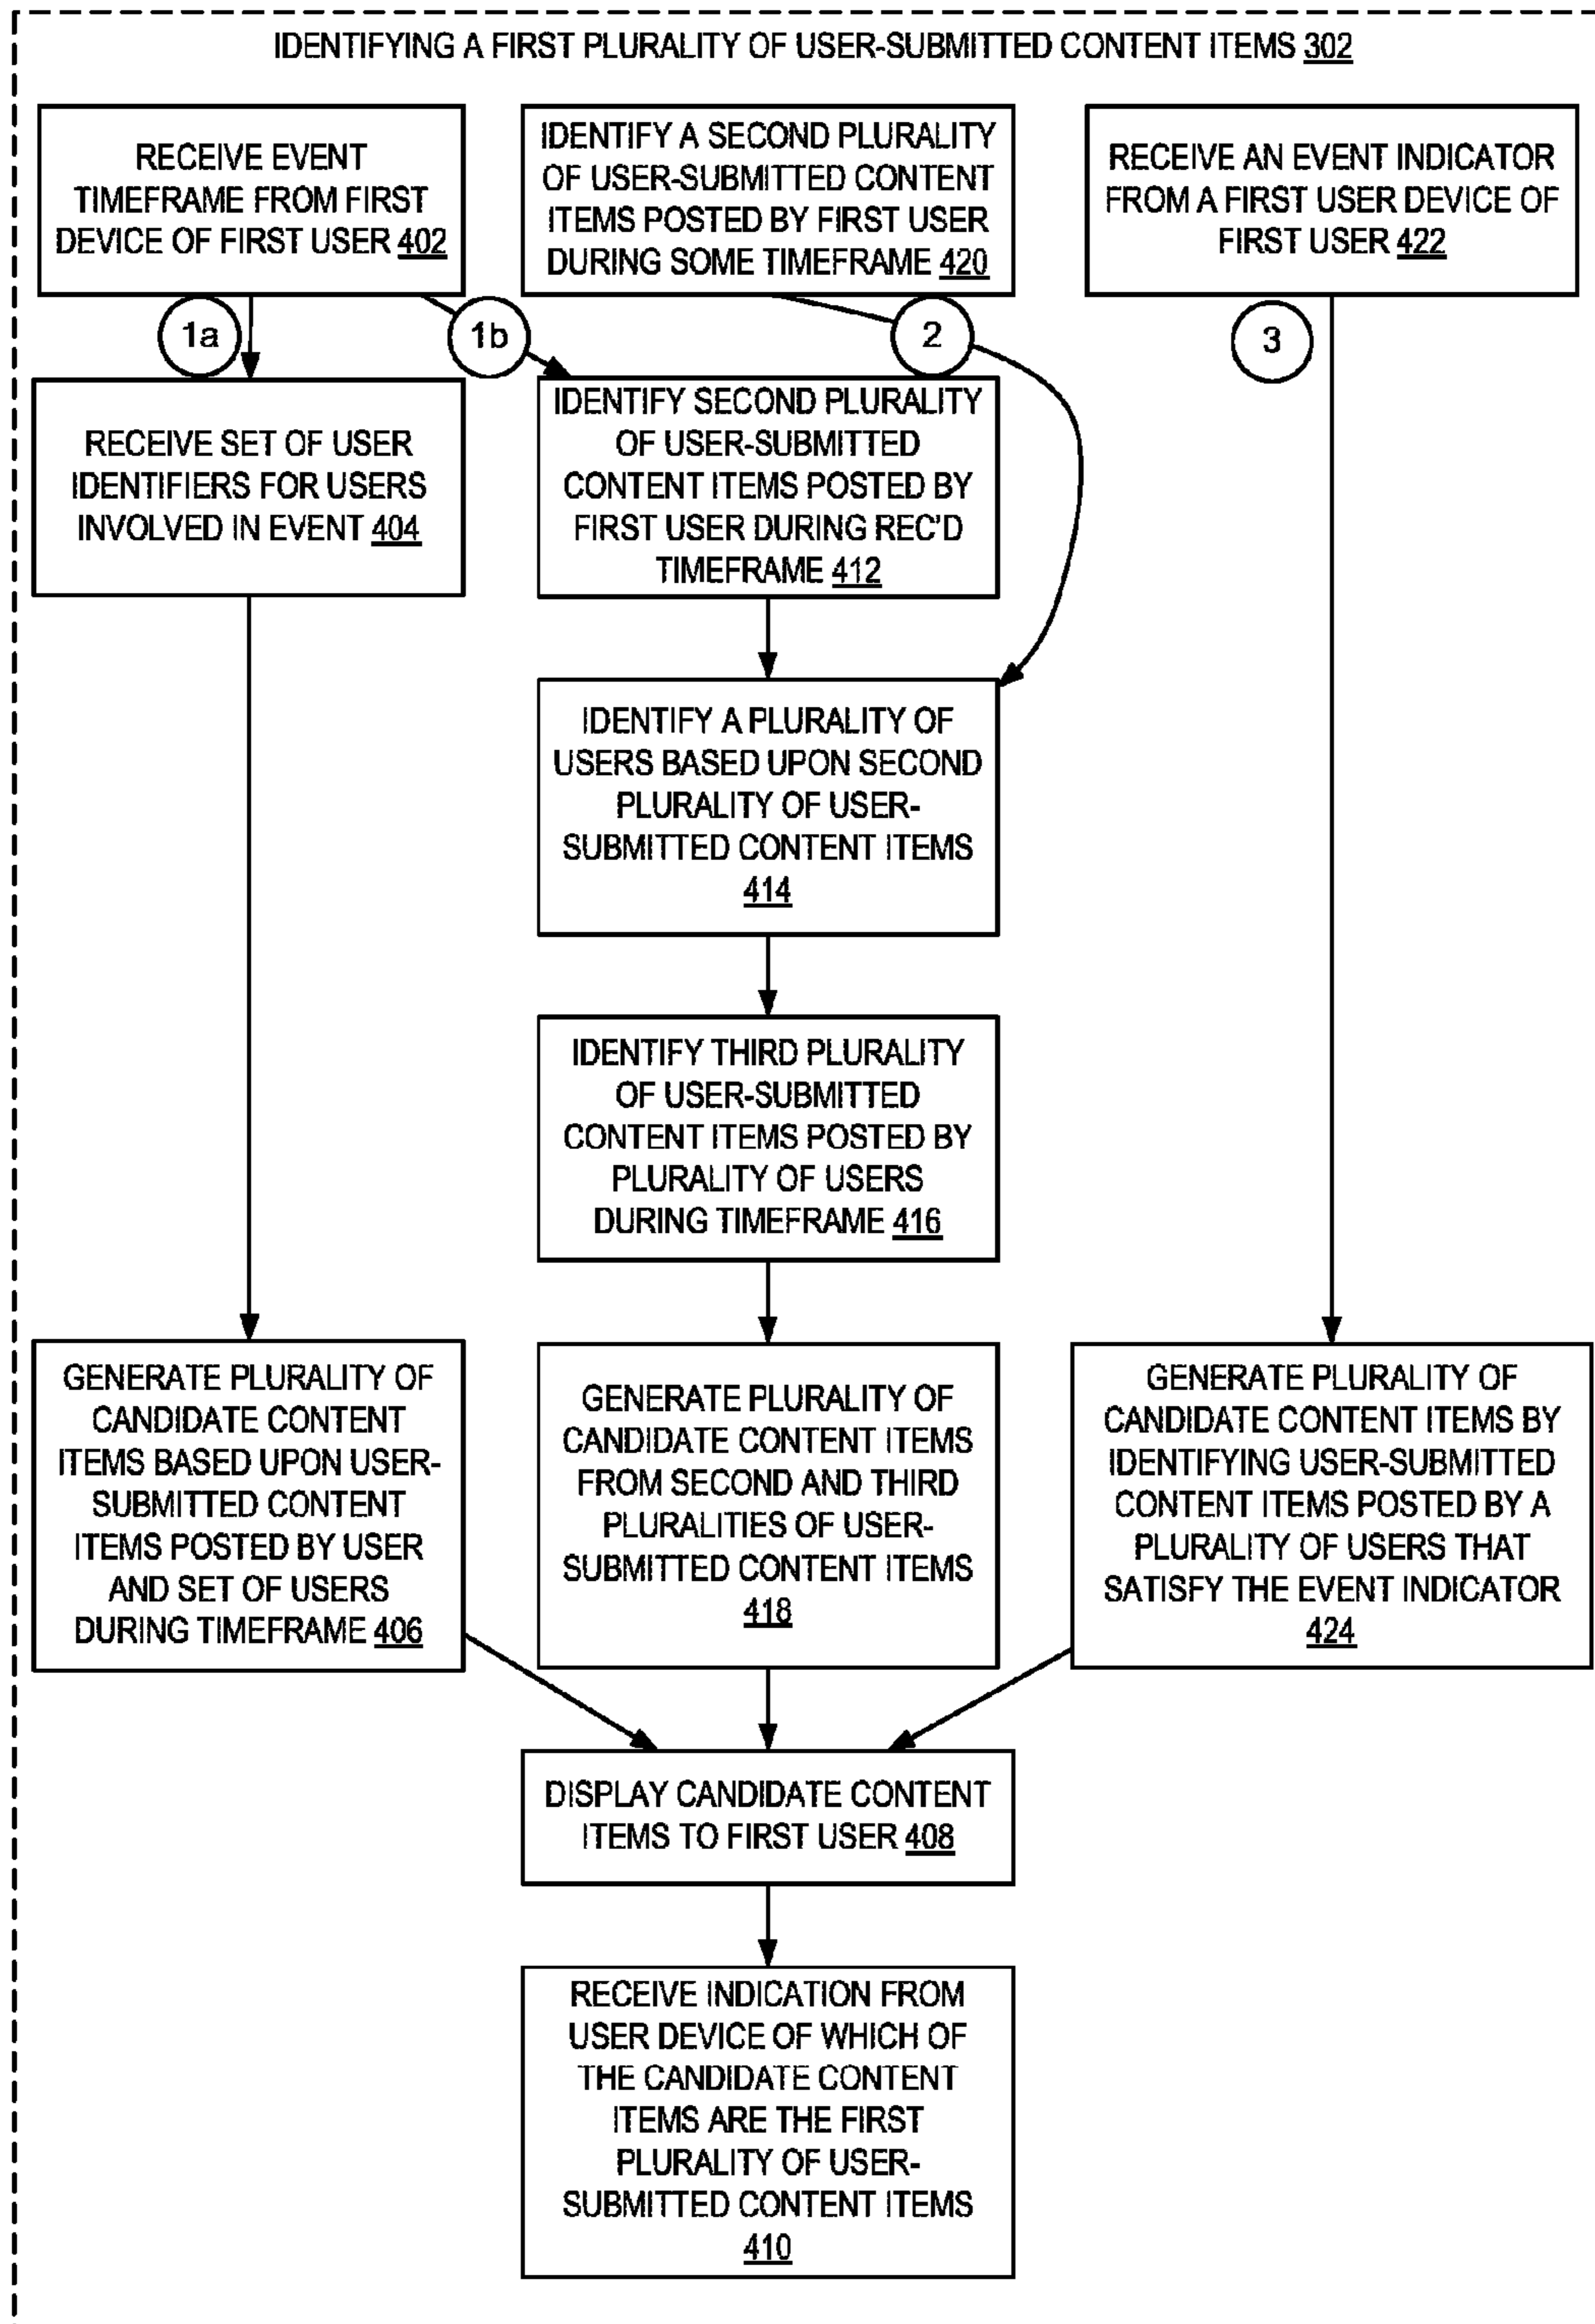 IDENTIFYING A FIRST PLURALITY OF USER-SUBMITTED CONTENT ITEMS 302
RECEIVE EVENT
TIMEFRAME FROM FIRST
DEVICE OF FIRST USER 402
IDENTIFY A SECOND PLURALITY
OF USER-SUBMITTED CONTENT
ITEMS POSTED BY FIRST USER
DURING SOME TIMEFRAME 420
RECEIVE AN EVENT INDICATOR
FROM A FIRST USER DEVICE OF
FIRST USER 422
1a
1b
2
3
RECEIVE SET OF USER
IDENTIFIERS FOR USERS
INVOLVED IN EVENT 404
IDENTIFY SECOND PLURALITY
OF USER-SUBMITTED
CONTENT ITEMS POSTED BY
FIRST USER DURING REC'D
TIMEFRAME 412
IDENTIFY A PLURALITY OF
USERS BASED UPON SECOND
PLURALITY OF USER-
SUBMITTED CONTENT ITEMS
414
IDENTIFY THIRD PLURALITY
OF USER-SUBMITTED
CONTENT ITEMS POSTED BY
PLURALITY OF USERS
DURING TIMEFRAME 416
GENERATE PLURALITY OF
CANDIDATE CONTENT
ITEMS BASED UPON USER-
SUBMITTED CONTENT
ITEMS POSTED BY USER
AND SET OF USERS
DURING TIMEFRAME 406
GENERATE PLURALITY OF
CANDIDATE CONTENT ITEMS
FROM SECOND AND THIRD
PLURALITIES OF USER-
SUBMITTED CONTENT ITEMS
418
GENERATE PLURALITY OF
CANDIDATE CONTENT ITEMS BY
IDENTIFYING USER-SUBMITTED
CONTENT ITEMS POSTED BY A
PLURALITY OF USERS THAT
SATISFY THE EVENT INDICATOR
424
DISPLAY CANDIDATE CONTENT
ITEMS TO FIRST USER 408
RECEIVE INDICATION FROM
USER DEVICE OF WHICH OF
THE CANDIDATE CONTENT
ITEMS ARE THE FIRST
PLURALITY OF USER-
SUBMITTED CONTENT ITEMS
410